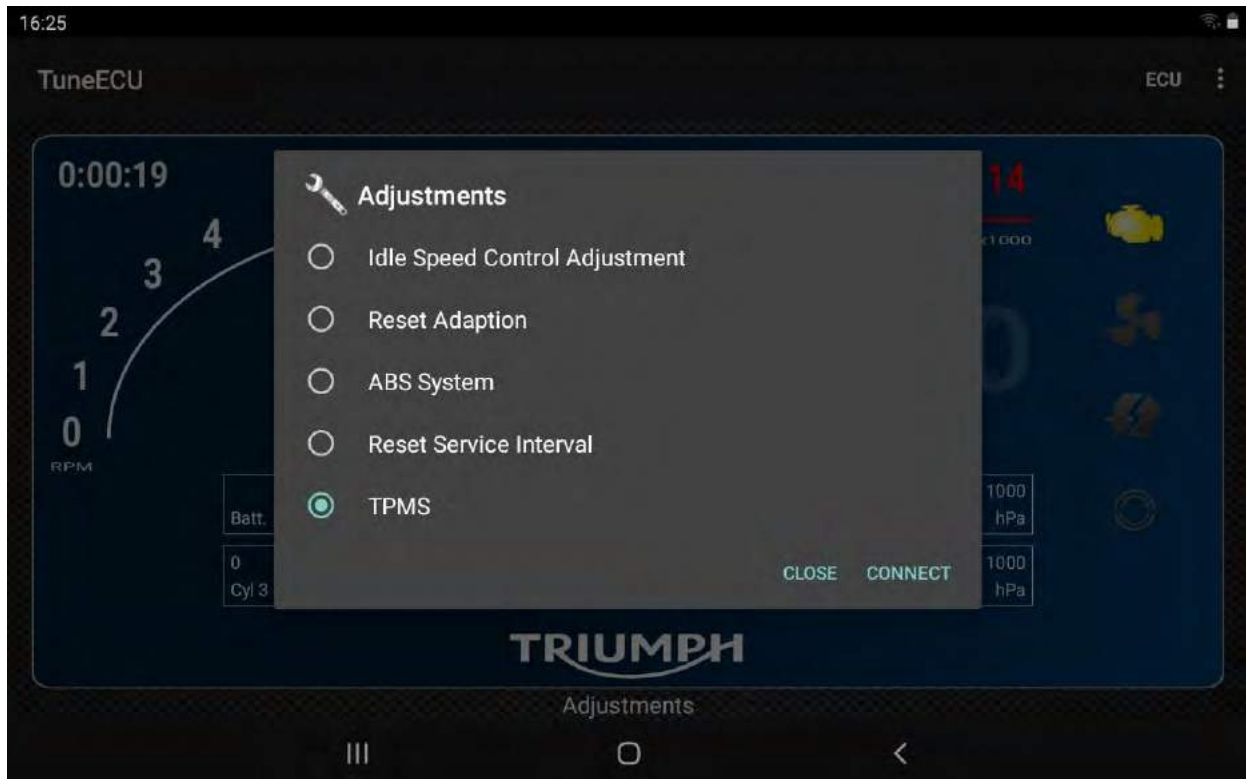 16:25
TuneECU
ECU
0:00:19
14
x1000
Adjustments
Idle Speed Control Adjustment
Reset Adaption
ABS System
Reset Service Interval
TPMS
CLOSE CONNECT
4
3
2
1
0
RPM
0
Batt.
1000
hPa
0
Cyl 3
1000
hPa
TRIUMPH
Adjustments